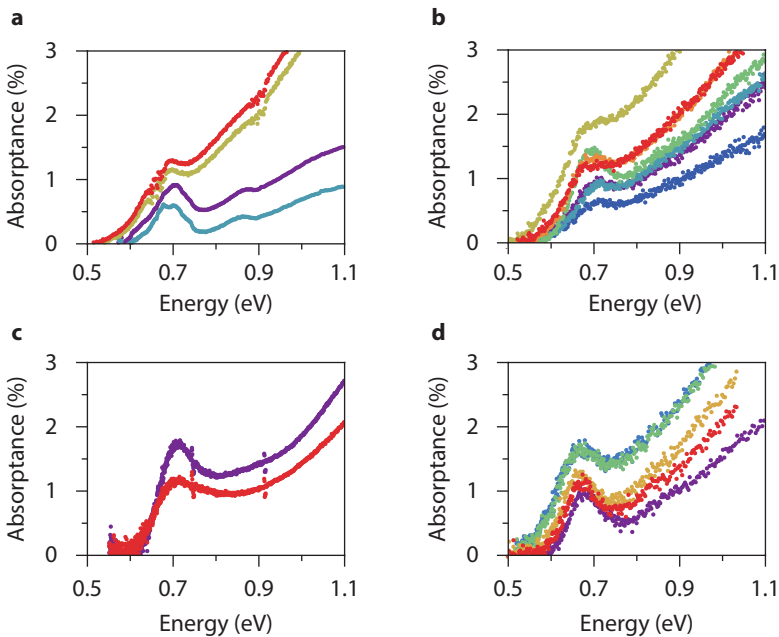 a
3
2
1
0
Absorptance (%)
0.5 0.7 0.9 1.1
Energy (eV)
b
3
2
1
0
Absorptance (%)
0.5 0.7 0.9 1.1
Energy (eV)
c
3
2
1
0
Absorptance (%)
0.5 0.7 0.9 1.1
Energy (eV)
d
3
2
1
0
Absorptance (%)
0.5 0.7 0.9 1.1
Energy (eV)